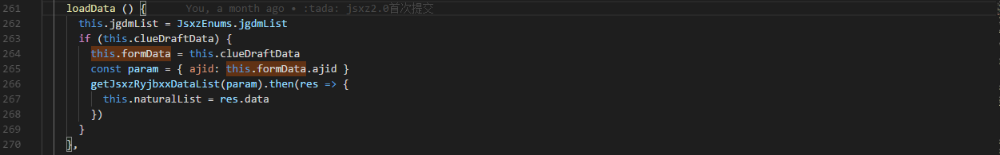 261 loadData () { You, a month ago • :tada: jsxz2.0首次提交
262 this.jgdmList = JsxzEnums.jgdmList
263 if (this.clueDraftData) {
264 this.formData = this.clueDraftData
265 const param = { ajid: this.formData.ajid }
266 getJsxzRyjbxxDataList(param).then(res => {
267 this.naturalList = res.data
268 })
269 }
270 },